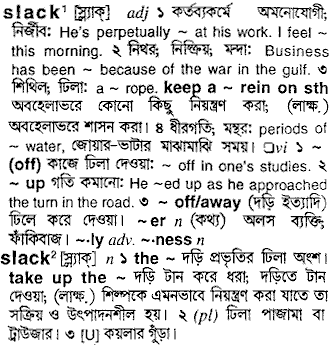 slack¹ [স্ল্যাক্] adj ১ কর্তব্যকর্মে অমনোযোগী;
নির্জীব: He's perpetually ~ at his work. I feel ~
this morning. ২ নিথর; নিষ্ক্রিয়; মন্দা: Business
has been ~ because of the war in the gulf. ৩
শিথিল; ঢিলা: a ~ rope. keep a ~ rein on sth
অবহেলাভরে কোনো কিছু নিয়ন্ত্রণ করা; (লাক্ষ.)
অবহেলাভরে শাসন করা। ৪ ধীরগতি; মন্থর: periods of
~ water, জোয়ার-ভাটার মাঝামাঝি সময়। □vi ১ ~
(off) কাজে ঢিলা দেওয়া: ~ off in one's studies. ২
~ up গতি কমানো: He ~ed up as he approached
the turn in the road. ৩ ~ off/away (দড়ি ইত্যাদি)
ঢিলে করে দেওয়া। ~er n (কথ্য) অলস ব্যক্তি;
ফাঁকিবাজ। ~.ly adv. ~.ness n
slack² [স্ল্যাক্] n ১ the ~ দড়ি প্রভৃতির ঢিলা অংশ।
take up the ~ দড়ি টান করে ধরা; দড়িতে টান
দেওয়া; (লাক্ষ.) শিল্পকে এমনভাবে নিয়ন্ত্রণ করা যাতে তা
সক্রিয় ও উৎপাদনশীল হয়। ২ (pl) ঢিলা পাজামা বা
ট্রাউজার। ৩ [U] কয়লার গুঁড়া।